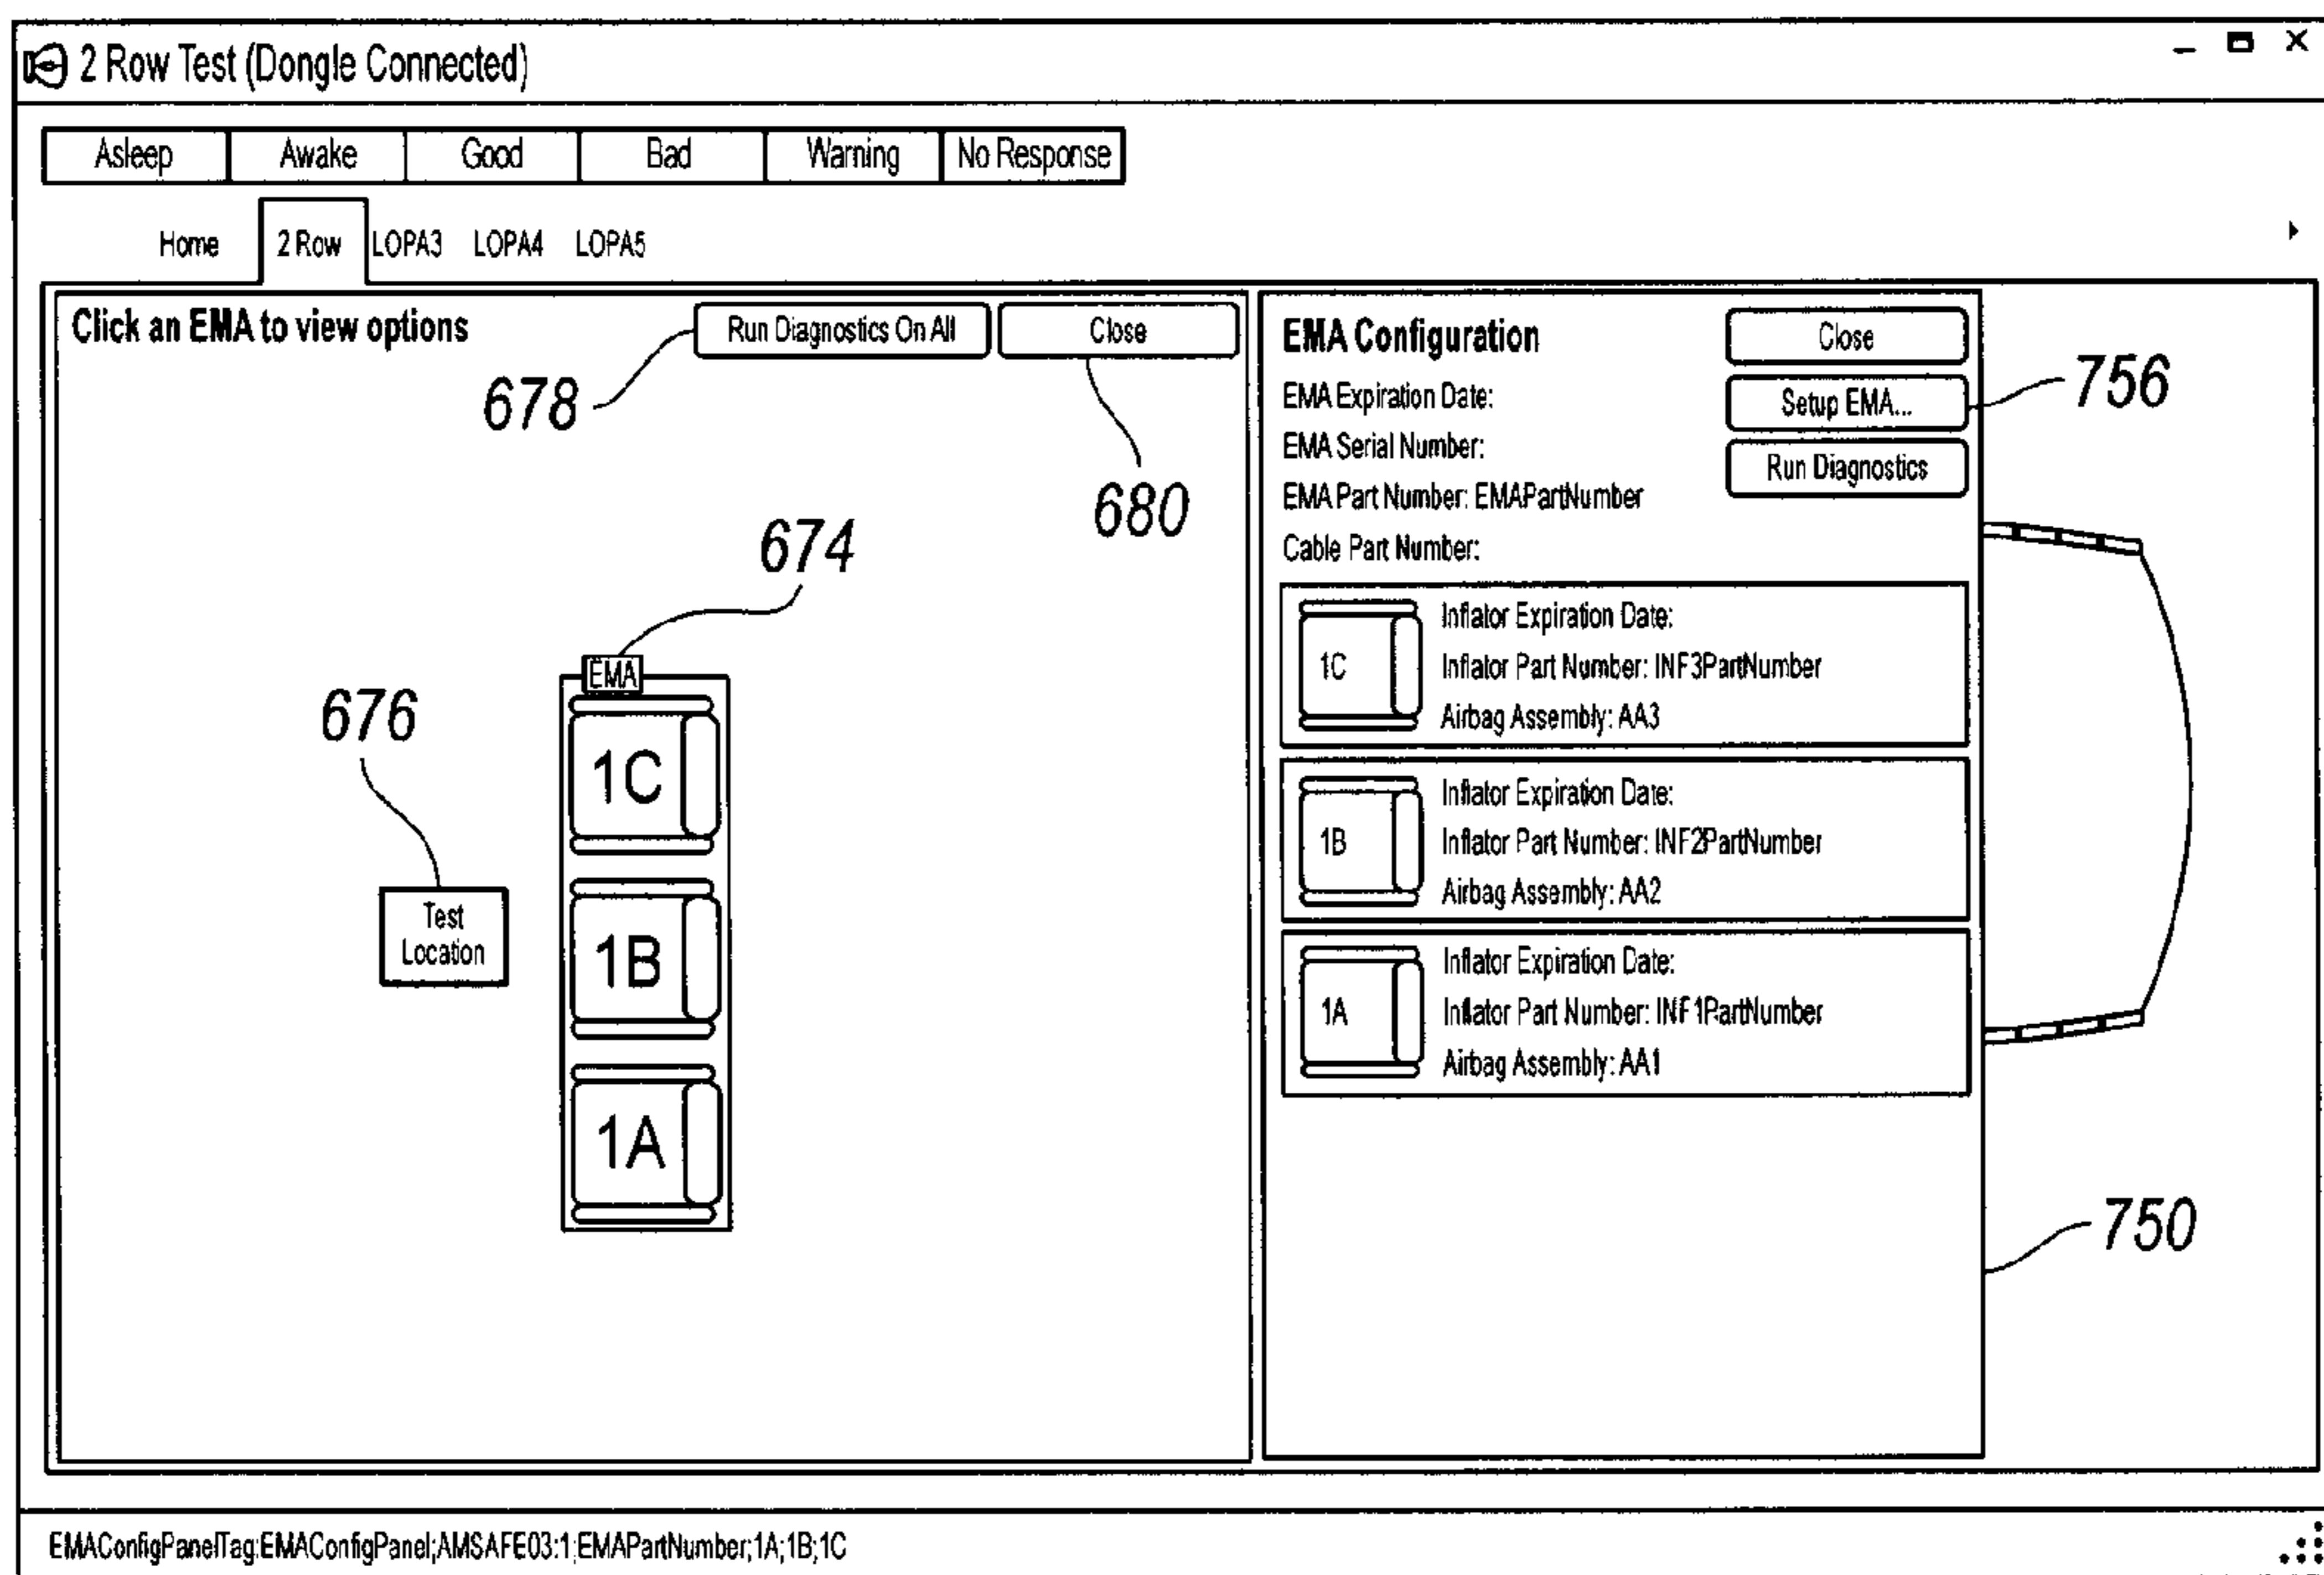 2 Row Test (Dongle Connected)
Asleep Awake Good Bad Warning No Response
Home 2 Row LOPA3 LOPA4 LOPA5
Click an EMA to view options
Run Diagnostics On All
Close
678
680
674
EMA
676
Test
Location
1C
1B
1A
EMA Configuration
Close
EMA Expiration Date:
Setup EMA...
756
EMA Serial Number:
Run Diagnostics
EMA Part Number: EMAPartNumber
Cable Part Number:
1C
Inflator Expiration Date:
Inflator Part Number: INF3PartNumber
Airbag Assembly: AA3
1B
Inflator Expiration Date:
Inflator Part Number: INF2PartNumber
Airbag Assembly: AA2
1A
Inflator Expiration Date:
Inflator Part Number: INF1PartNumber
Airbag Assembly: AA1
750
EMAConfigPanelTag:EMAConfigPanel;AMSAFE03:1;EMAPartNumber;1A;1B;1C